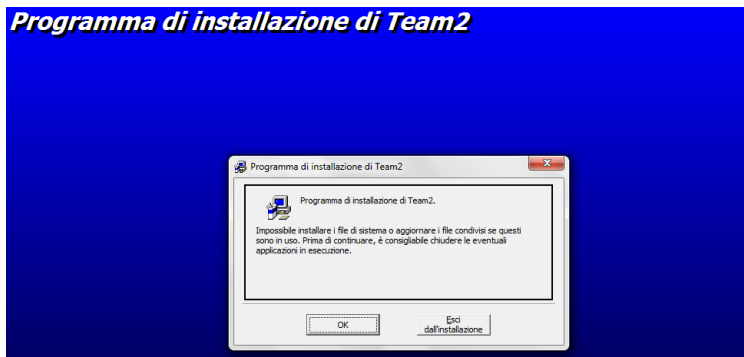 Programma di installazione di Team2
Programma di installazione di Team2
Programma di installazione di Team2.
Impossibile installare i file di sistema o aggiornare i file condivisi se questi
sono in uso. Prima di continuare, è consigliabile chiudere le eventuali
applicazioni in esecuzione.
OK
Esci
dall'installazione